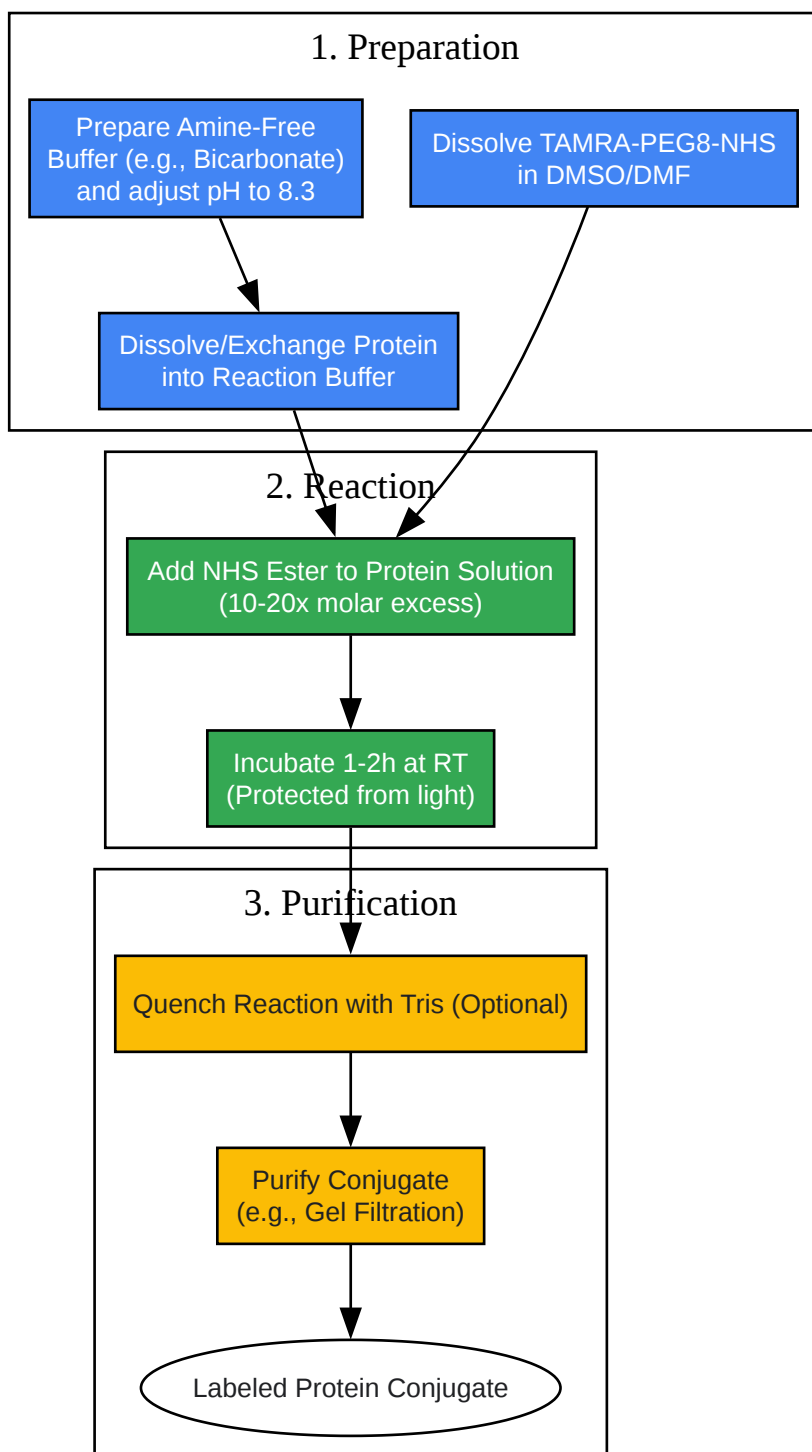 1. Preparation
Prepare Amine-Free
Buffer (e.g., Bicarbonate)
and adjust pH to 8.3
Dissolve TAMRA-PEG8-NHS
in DMSO/DMF
Dissolve/Exchange Protein
into Reaction Buffer
2. Reaction
Add NHS Ester to Protein Solution
(10-20x molar excess)
Incubate 1-2h at RT
(Protected from light)
3. Purification
Quench Reaction with Tris (Optional)
Purify Conjugate
(e.g., Gel Filtration)
Labeled Protein Conjugate